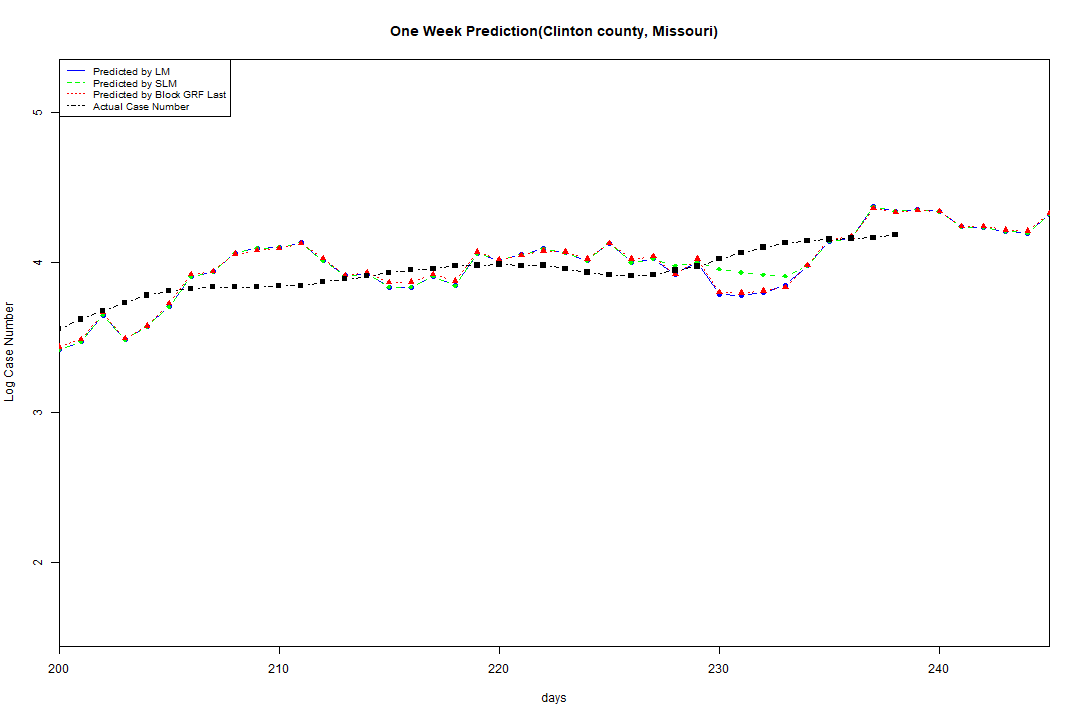 One Week Prediction(Clinton county, Missouri)
Predicted by LM
Predicted by SLM
Predicted by Block GRF Last
Actual Case Number
5
4
3
2
Log Case Number
200 210 220 230 240
days